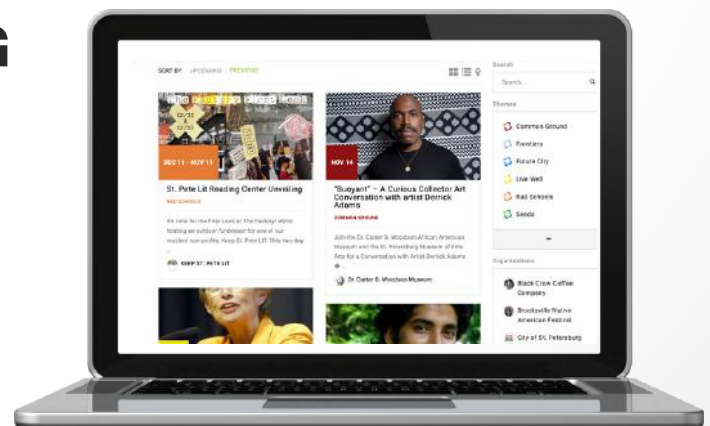 G
SORT BY UPCOMING PREVIOUS
DEC 11 - NOV 11
St. Pete Lit Reading Center Unveiling
RAD SCHOOLS
KEEP ST. PETE LIT
NOV 14
"Buoyant" – A Curious Collector Art
Conversation with artist Derrick
Adams
COMMON GROUND
Join the Dr. Carter G. Woodson African American
Museum and the St. Petersburg Museum of Fine
Arts for a Conversation with Artist Derrick Adams
� ...
Dr. Carter G. Woodson Museum
Search
Search...
Themes
Common Ground
Frontiers
Future City
Live Well
Rad Schools
Seeds
Organizations
Black Crow Coffee
Company
Brooksville Native
American Festival
City of St. Petersburg